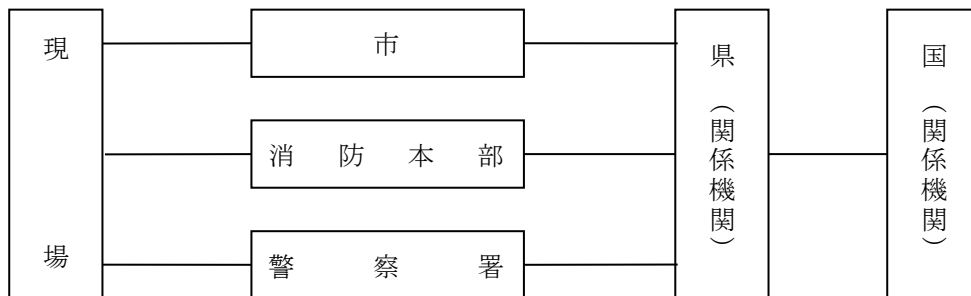 現場
市
消防本部
警察署
県（関係機関）
国（関係機関）